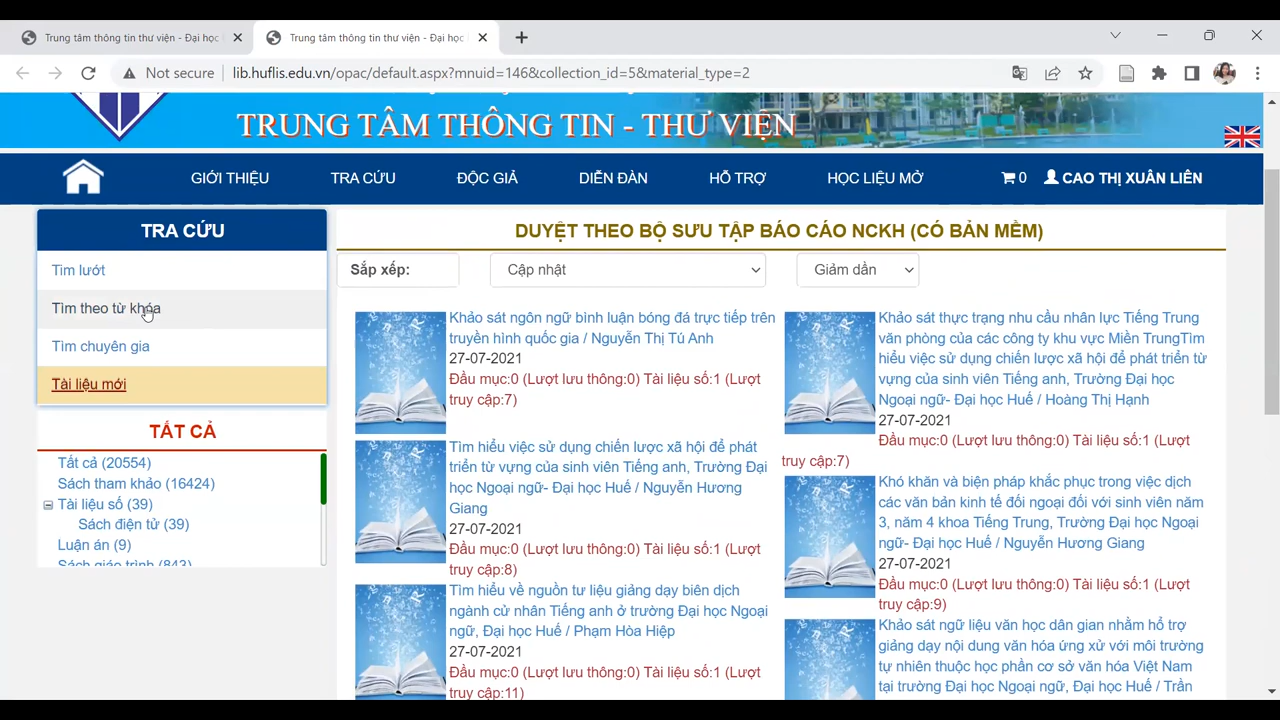 Trung tâm thông tin thư viện - Đại học
Trung tâm thông tin thư viện - Đại học
Not secure
lib.huflis.edu.vn/opac/default.aspx?mnuid=146&collection_id=5&material_type=2
TRUNG TÂM THÔNG TIN - THƯ VIỆN
GIỚI THIỆU
TRA CỨU
ĐỘC GIẢ
DIỄN ĐÀN
HỖ TRỢ
HỌC LIỆU MỞ
0
CAO THỊ XUÂN LIÊN
TRA CỨU
Tìm lướt
Tìm theo từ khóa
Tìm chuyên gia
Tài liệu mới
TẤT CẢ
Tất cả (20554)
Sách tham khảo (16424)
Tài liệu số (39)
Sách điện tử (39)
Luận án (9)
Sách giáo trình (843)
DUYỆT THEO BỘ SƯU TẬP BÁO CÁO NCKH (CÓ BẢN MỀM)
Sắp xếp:
Cập nhật
Giảm dần
Khảo sát ngôn ngữ bình luận bóng đá trực tiếp trên
truyền hình quốc gia / Nguyễn Thị Tú Anh
27-07-2021
Đầu mục:0 (Lượt lưu thông:0) Tài liệu số:1 (Lượt
truy cập:7)
Tìm hiểu việc sử dụng chiến lược xã hội để phát
triển từ vựng của sinh viên Tiếng anh, Trường Đại
học Ngoại ngữ- Đại học Huế / Nguyễn Hương
Giang
27-07-2021
Đầu mục:0 (Lượt lưu thông:0) Tài liệu số:1 (Lượt
truy cập:8)
Tìm hiểu về nguồn tư liệu giảng dạy biên dịch
ngành cử nhân Tiếng anh ở trường Đại học Ngoại
ngữ, Đại học Huế / Phạm Hòa Hiệp
27-07-2021
Đầu mục:0 (Lượt lưu thông:0) Tài liệu số:1 (Lượt
truy cập:11)
Khảo sát thực trạng nhu cầu nhân lực Tiếng Trung
văn phòng của các công ty khu vực Miền TrungTìm
hiểu việc sử dụng chiến lược xã hội để phát triển từ
vựng của sinh viên Tiếng anh, Trường Đại học
Ngoại ngữ- Đại học Huế / Hoàng Thị Hạnh
27-07-2021
Đầu mục:0 (Lượt lưu thông:0) Tài liệu số:1 (Lượt
truy cập:7)
Khó khăn và biện pháp khắc phục trong việc dịch
các văn bản kinh tế đối ngoại đối với sinh viên năm
3, năm 4 khoa Tiếng Trung, Trường Đại học Ngoại
ngữ- Đại học Huế / Nguyễn Hương Giang
27-07-2021
Đầu mục:0 (Lượt lưu thông:0) Tài liệu số:1 (Lượt
truy cập:9)
Khảo sát ngữ liệu văn học dân gian nhằm hổ trợ
giảng dạy nội dung văn hóa ứng xử với môi trường
tự nhiên thuộc học phần cơ sở văn hóa Việt Nam
tại trường Đại học Ngoại ngữ, Đại học Huế / Trần